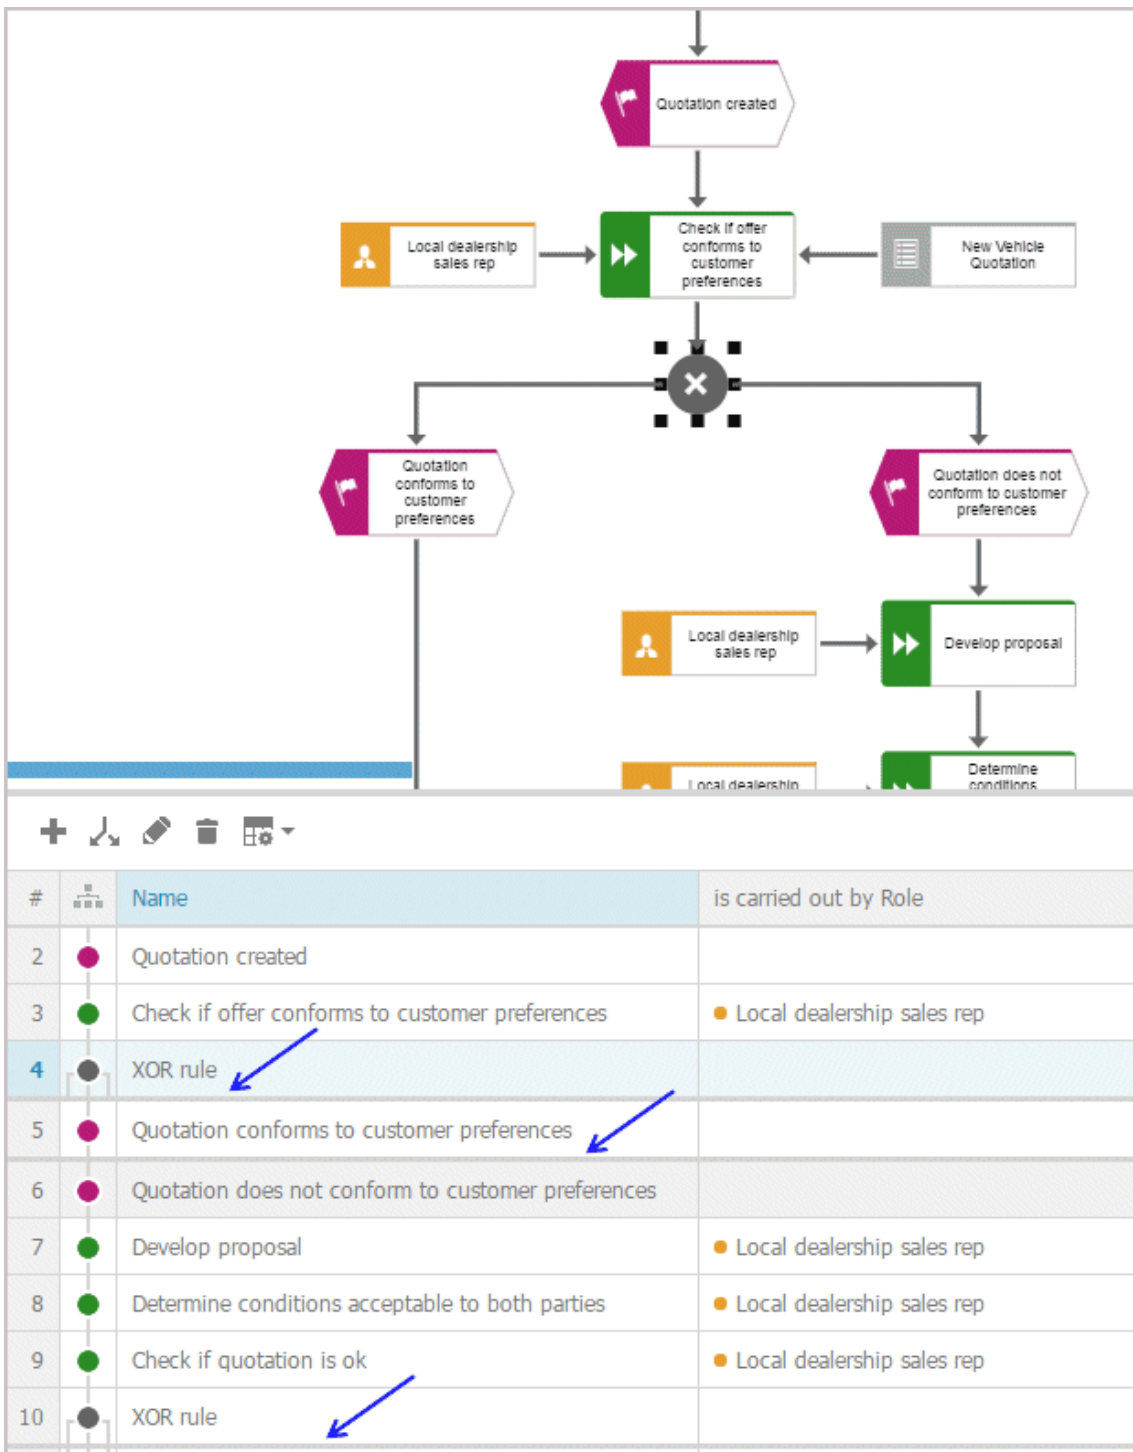 Quotation created
Local dealership
sales rep
Check if offer
conforms to
customer
preferences
New Vehicle
Quotation
Quotation
conforms to
customer
preferences
Quotation does not
conform to customer
preferences
Local dealership
sales rep
Develop proposal
Local dealership
Determine
conditions
# Name is carried out by Role
2 Quotation created
3 Check if offer conforms to customer preferences Local dealership sales rep
4 XOR rule
5 Quotation conforms to customer preferences
6 Quotation does not conform to customer preferences
7 Develop proposal Local dealership sales rep
8 Determine conditions acceptable to both parties Local dealership sales rep
9 Check if quotation is ok Local dealership sales rep
10 XOR rule